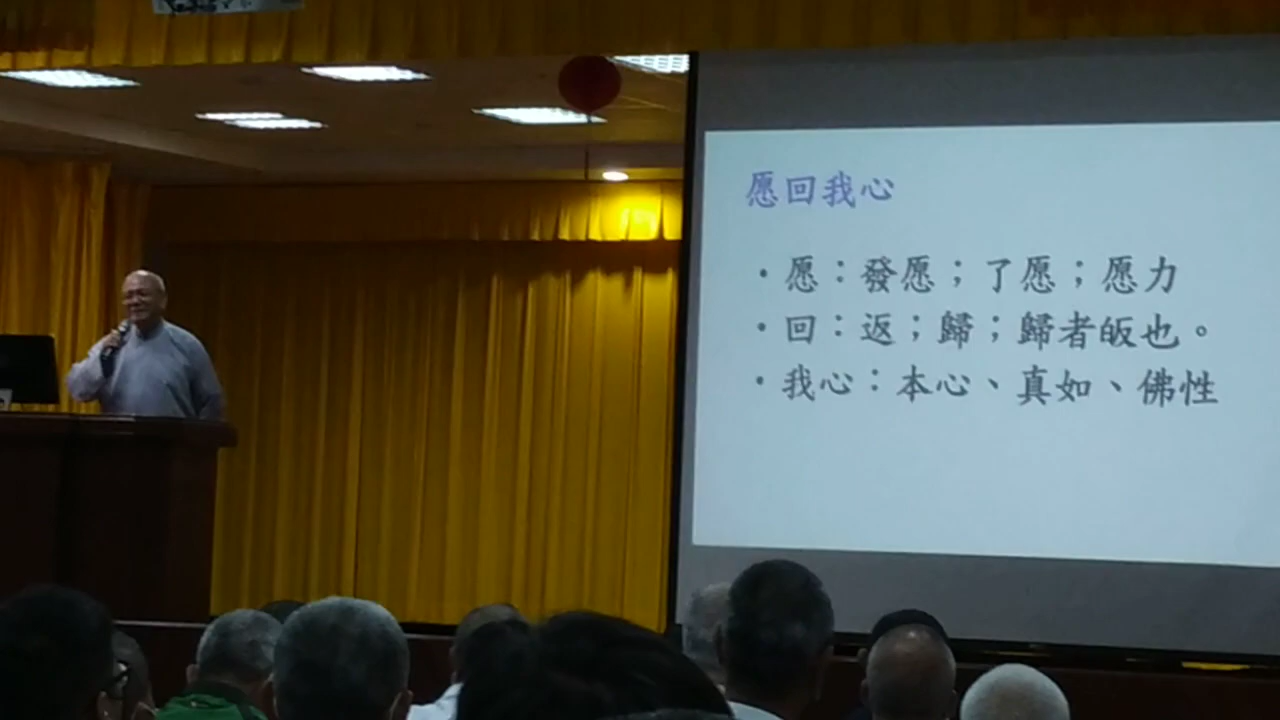 愿回我心
・愿：發愿；了愿；愿力
・回：返；歸；歸者皈也。
・我心：本心、真如、佛性